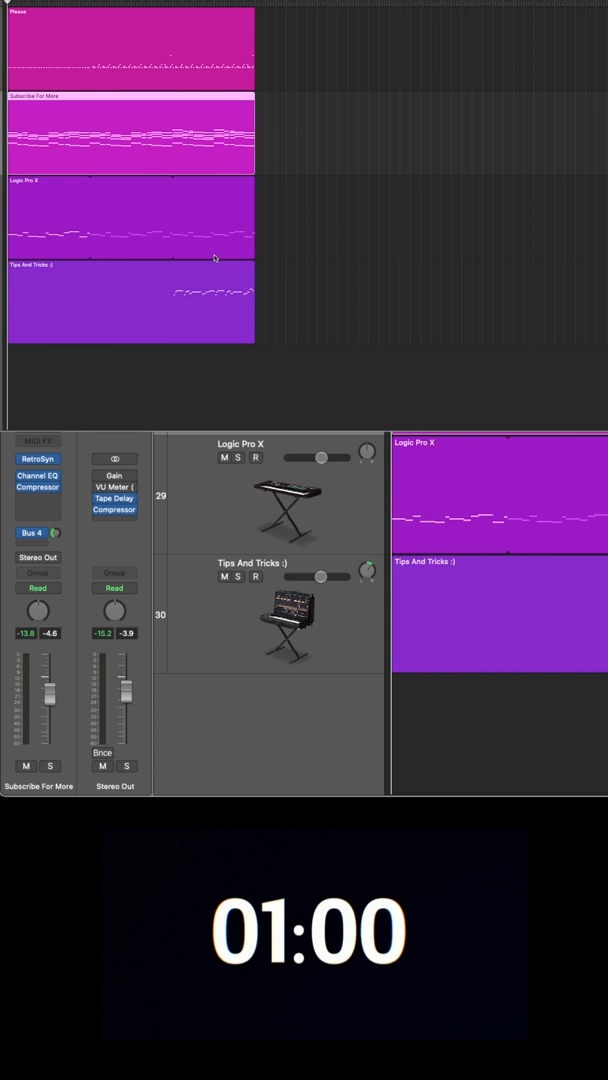 Please
Subscribe For More
Logic Pro X
Tips And Tricks :)
MIDI FX
RetroSyn
Channel EQ
Compressor
Bus 4
Stereo Out
Group
Read
-13.8 -4.6
M S
Subscribe For More
Gain
VU Meter (
Tape Delay
Compressor
Group
Read
-15.2 -3.9
Bnce
M S
Stereo Out
29
Logic Pro X
M S R
L R
30
Tips And Tricks :)
M S R
L R
Logic Pro X
Tips And Tricks :)
01:00